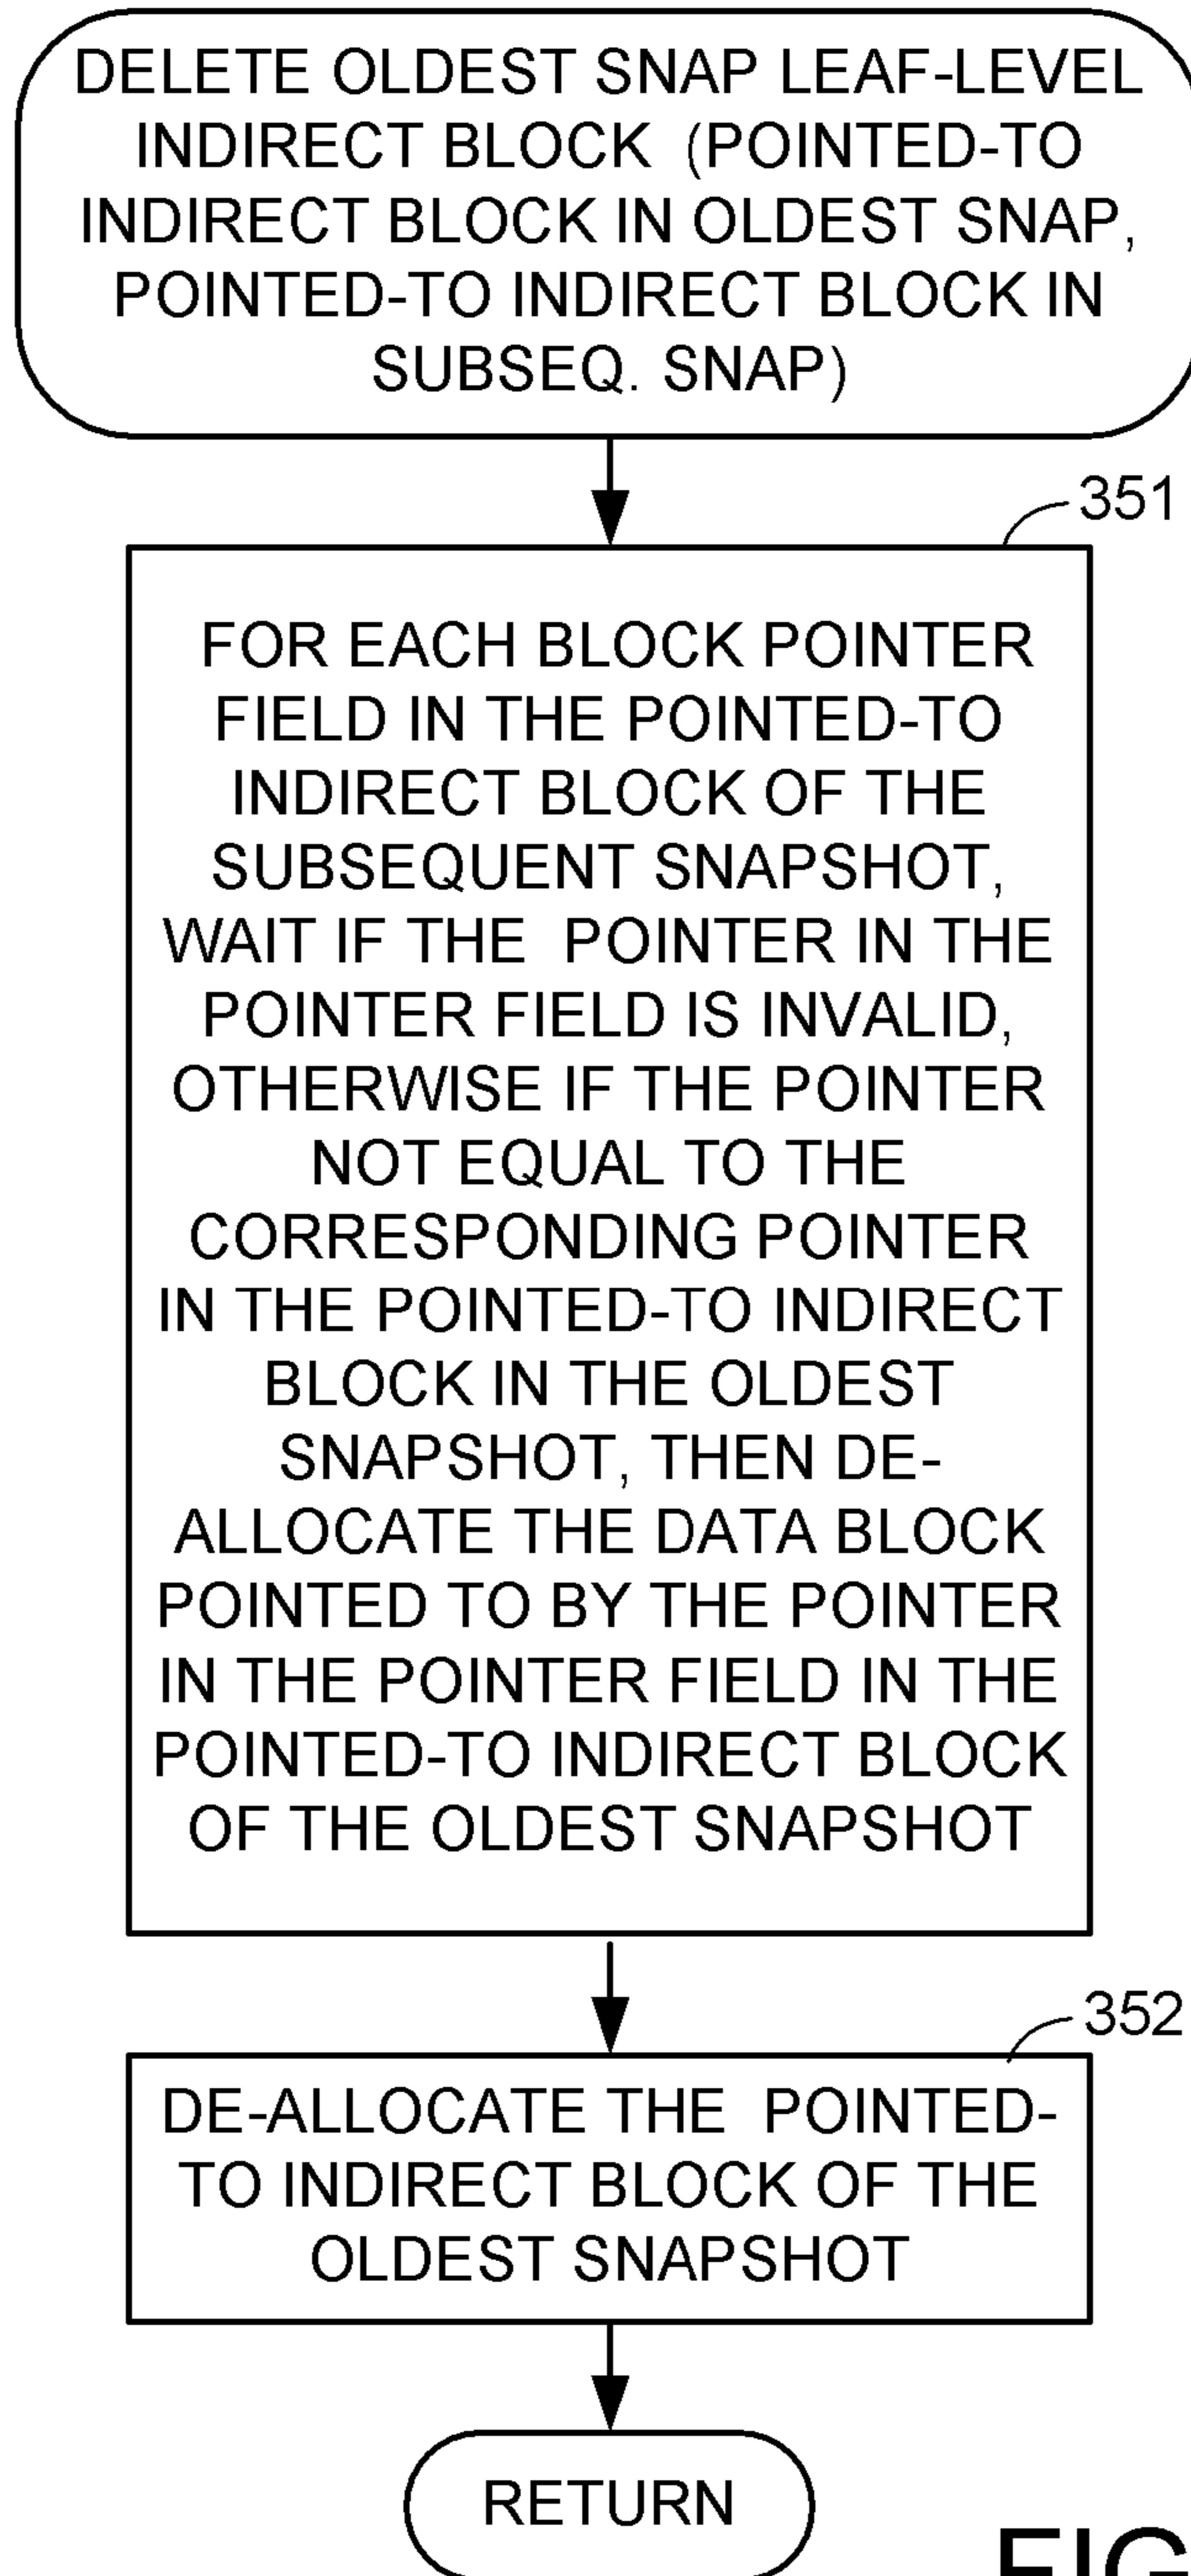 DELETE OLDEST SNAP LEAF-LEVEL
INDIRECT BLOCK (POINTED-TO
INDIRECT BLOCK IN OLDEST SNAP,
POINTED-TO INDIRECT BLOCK IN
SUBSEQ. SNAP)
351
FOR EACH BLOCK POINTER
FIELD IN THE POINTED-TO
INDIRECT BLOCK OF THE
SUBSEQUENT SNAPSHOT,
WAIT IF THE POINTER IN THE
POINTER FIELD IS INVALID,
OTHERWISE IF THE POINTER
NOT EQUAL TO THE
CORRESPONDING POINTER
IN THE POINTED-TO INDIRECT
BLOCK IN THE OLDEST
SNAPSHOT, THEN DE-
ALLOCATE THE DATA BLOCK
POINTED TO BY THE POINTER
IN THE POINTER FIELD IN THE
POINTED-TO INDIRECT BLOCK
OF THE OLDEST SNAPSHOT
352
DE-ALLOCATE THE POINTED-
TO INDIRECT BLOCK OF THE
OLDEST SNAPSHOT
RETURN
FIG